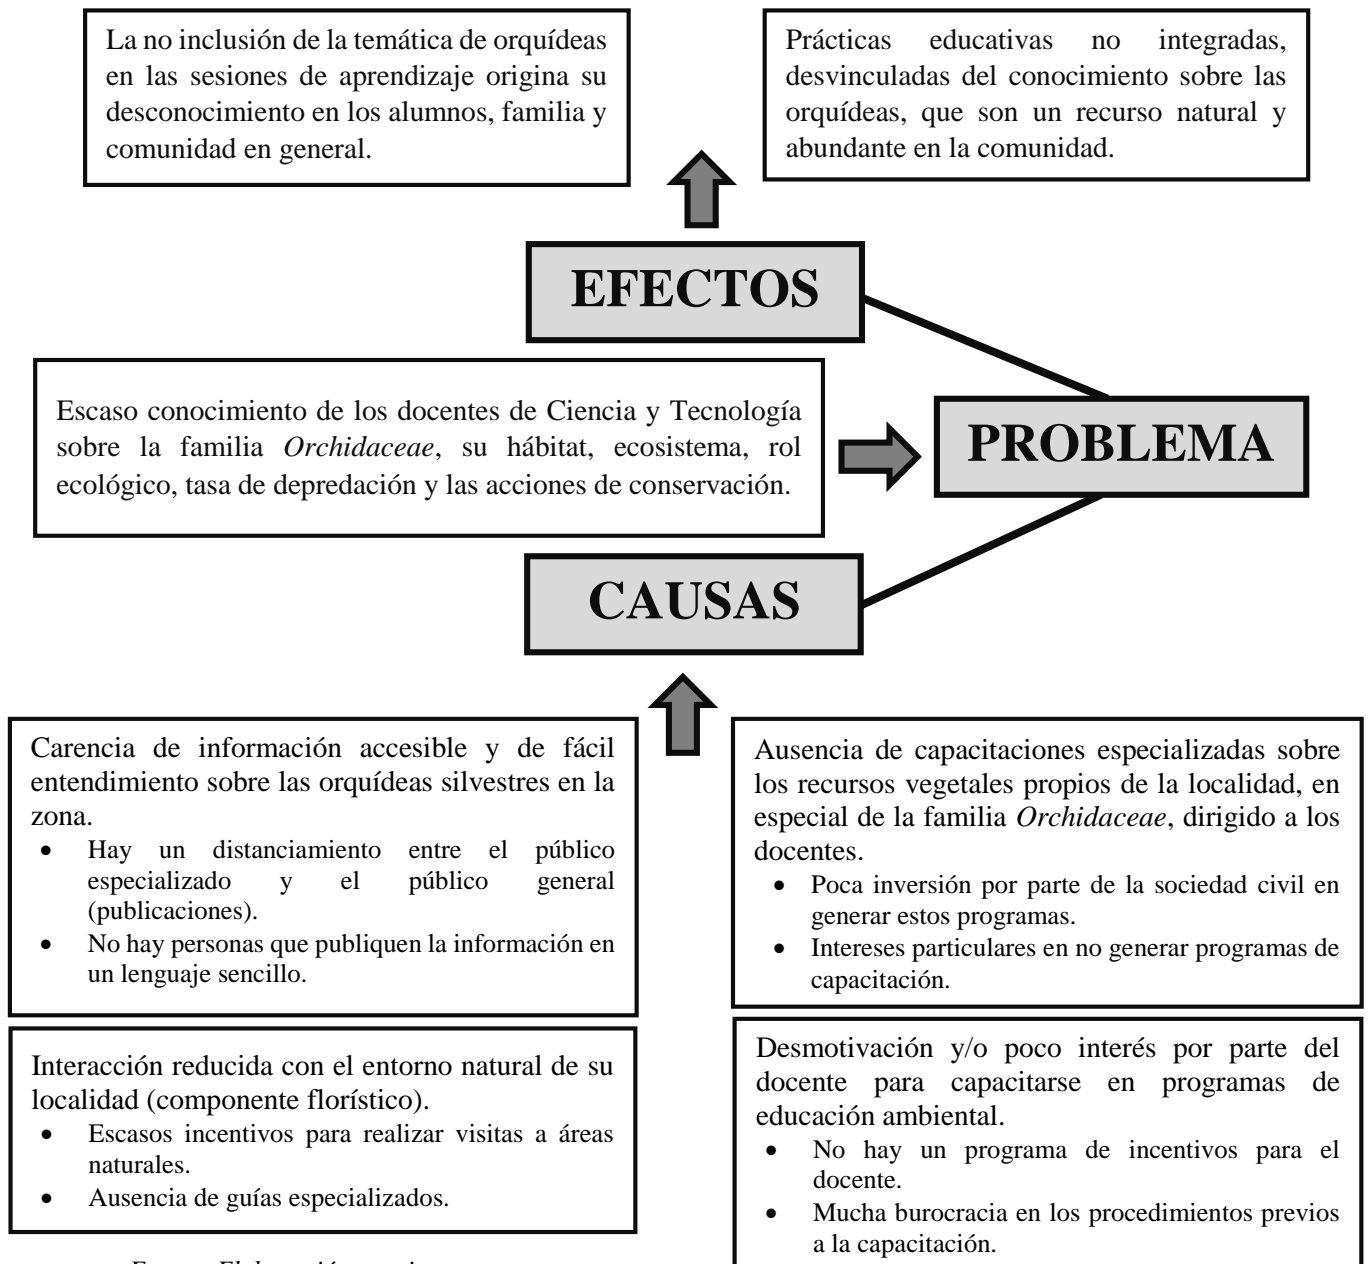 La no inclusión de la temática de orquídeas
en las sesiones de aprendizaje origina su
desconocimiento en los alumnos, familia y
comunidad en general.
Prácticas educativas no integradas,
desvinculadas del conocimiento sobre las
orquídeas, que son un recurso natural y
abundante en la comunidad.
EFECTOS
Escaso conocimiento de los docentes de Ciencia y Tecnología
sobre la familia Orchidaceae, su hábitat, ecosistema, rol
ecológico, tasa de depredación y las acciones de conservación.
PROBLEMA
CAUSAS
Carencia de información accesible y de fácil
entendimiento sobre las orquídeas silvestres en la
zona.
• Hay un distanciamiento entre el público
especializado y el público general
(publicaciones).
• No hay personas que publiquen la información en
un lenguaje sencillo.
Ausencia de capacitaciones especializadas sobre
los recursos vegetales propios de la localidad, en
especial de la familia Orchidaceae, dirigido a los
docentes.
• Poca inversión por parte de la sociedad civil en
generar estos programas.
• Intereses particulares en no generar programas de
capacitación.
Interacción reducida con el entorno natural de su
localidad (componente florístico).
• Escasos incentivos para realizar visitas a áreas
naturales.
• Ausencia de guías especializados.
Desmotivación y/o poco interés por parte del
docente para capacitarse en programas de
educación ambiental.
• No hay un programa de incentivos para el
docente.
• Mucha burocracia en los procedimientos previos
a la capacitación.